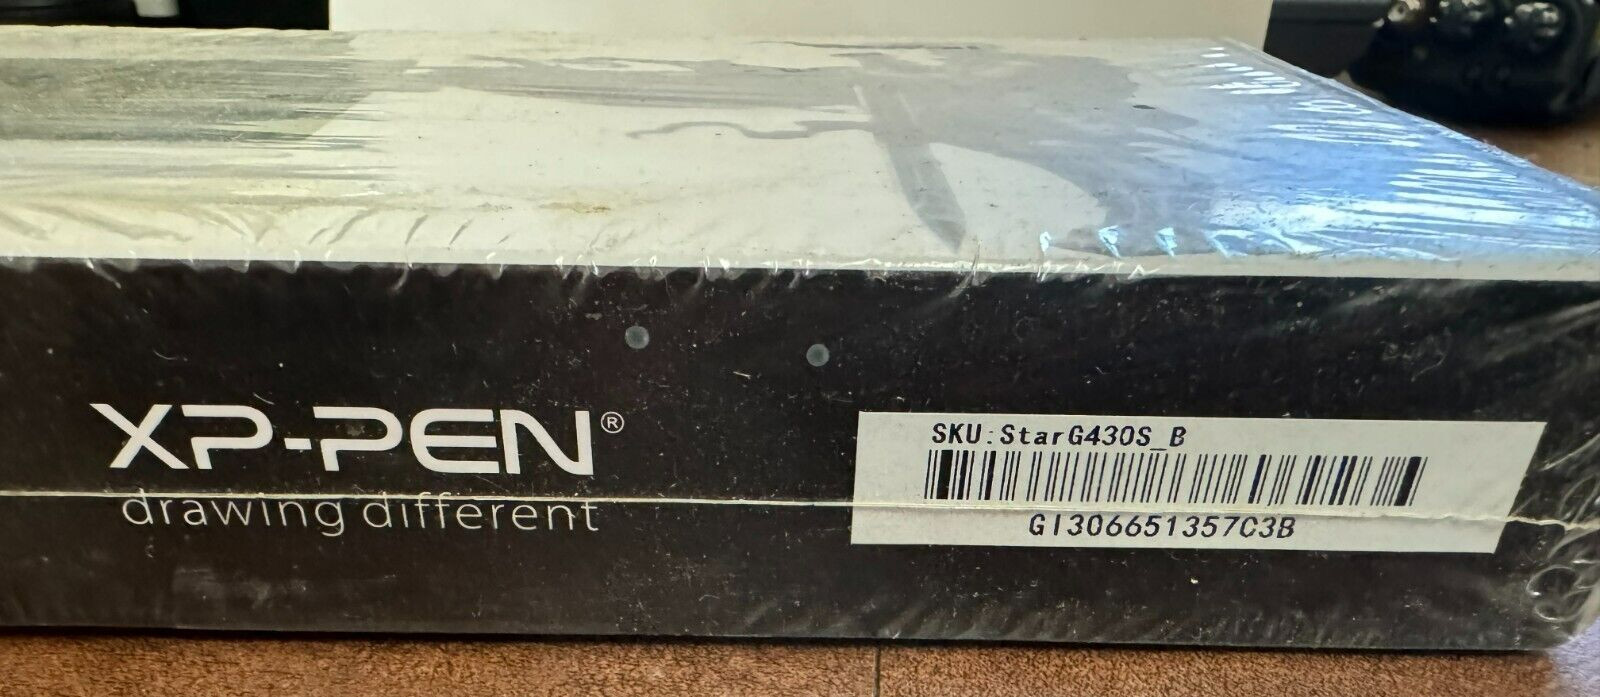 XP-PEN®
drawing different
SKU:StarG430S_B
GI306651357C3B